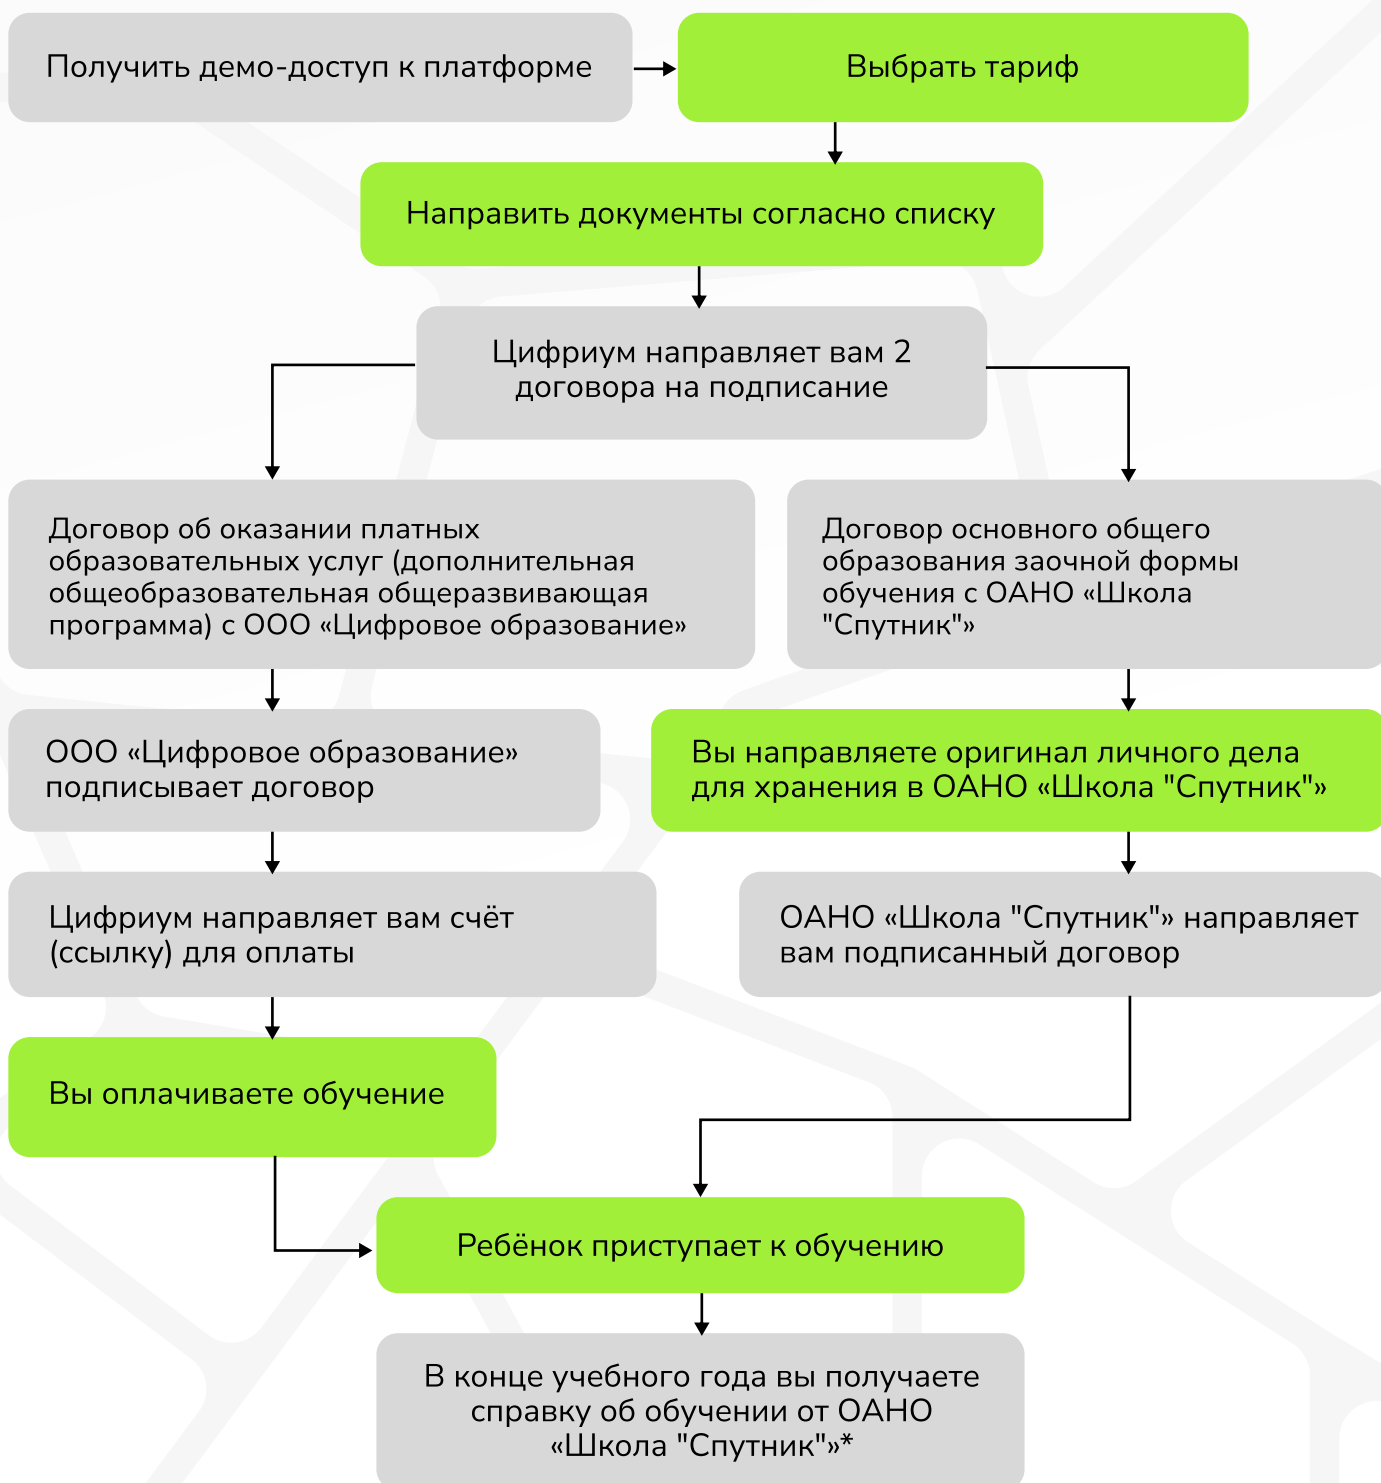 Получить демо-доступ к платформе
Выбрать тариф
Направить документы согласно списку
Цифриум направляет вам 2
договора на подписание
Договор об оказании платных
образовательных услуг (дополнительная
общеобразовательная общеразвивающая
программа) с ООО «Цифровое образование»
Договор основного общего
образования заочной формы
обучения с ОАНО «Школа
"Спутник"»
ООО «Цифровое образование»
подписывает договор
Вы направляете оригинал личного дела
для хранения в ОАНО «Школа "Спутник"»
Цифриум направляет вам счёт
(ссылку) для оплаты
ОАНО «Школа "Спутник"» направляет
вам подписанный договор
Вы оплачиваете обучение
Ребёнок приступает к обучению
В конце учебного года вы получаете
справку об обучении от ОАНО
«Школа "Спутник"»*